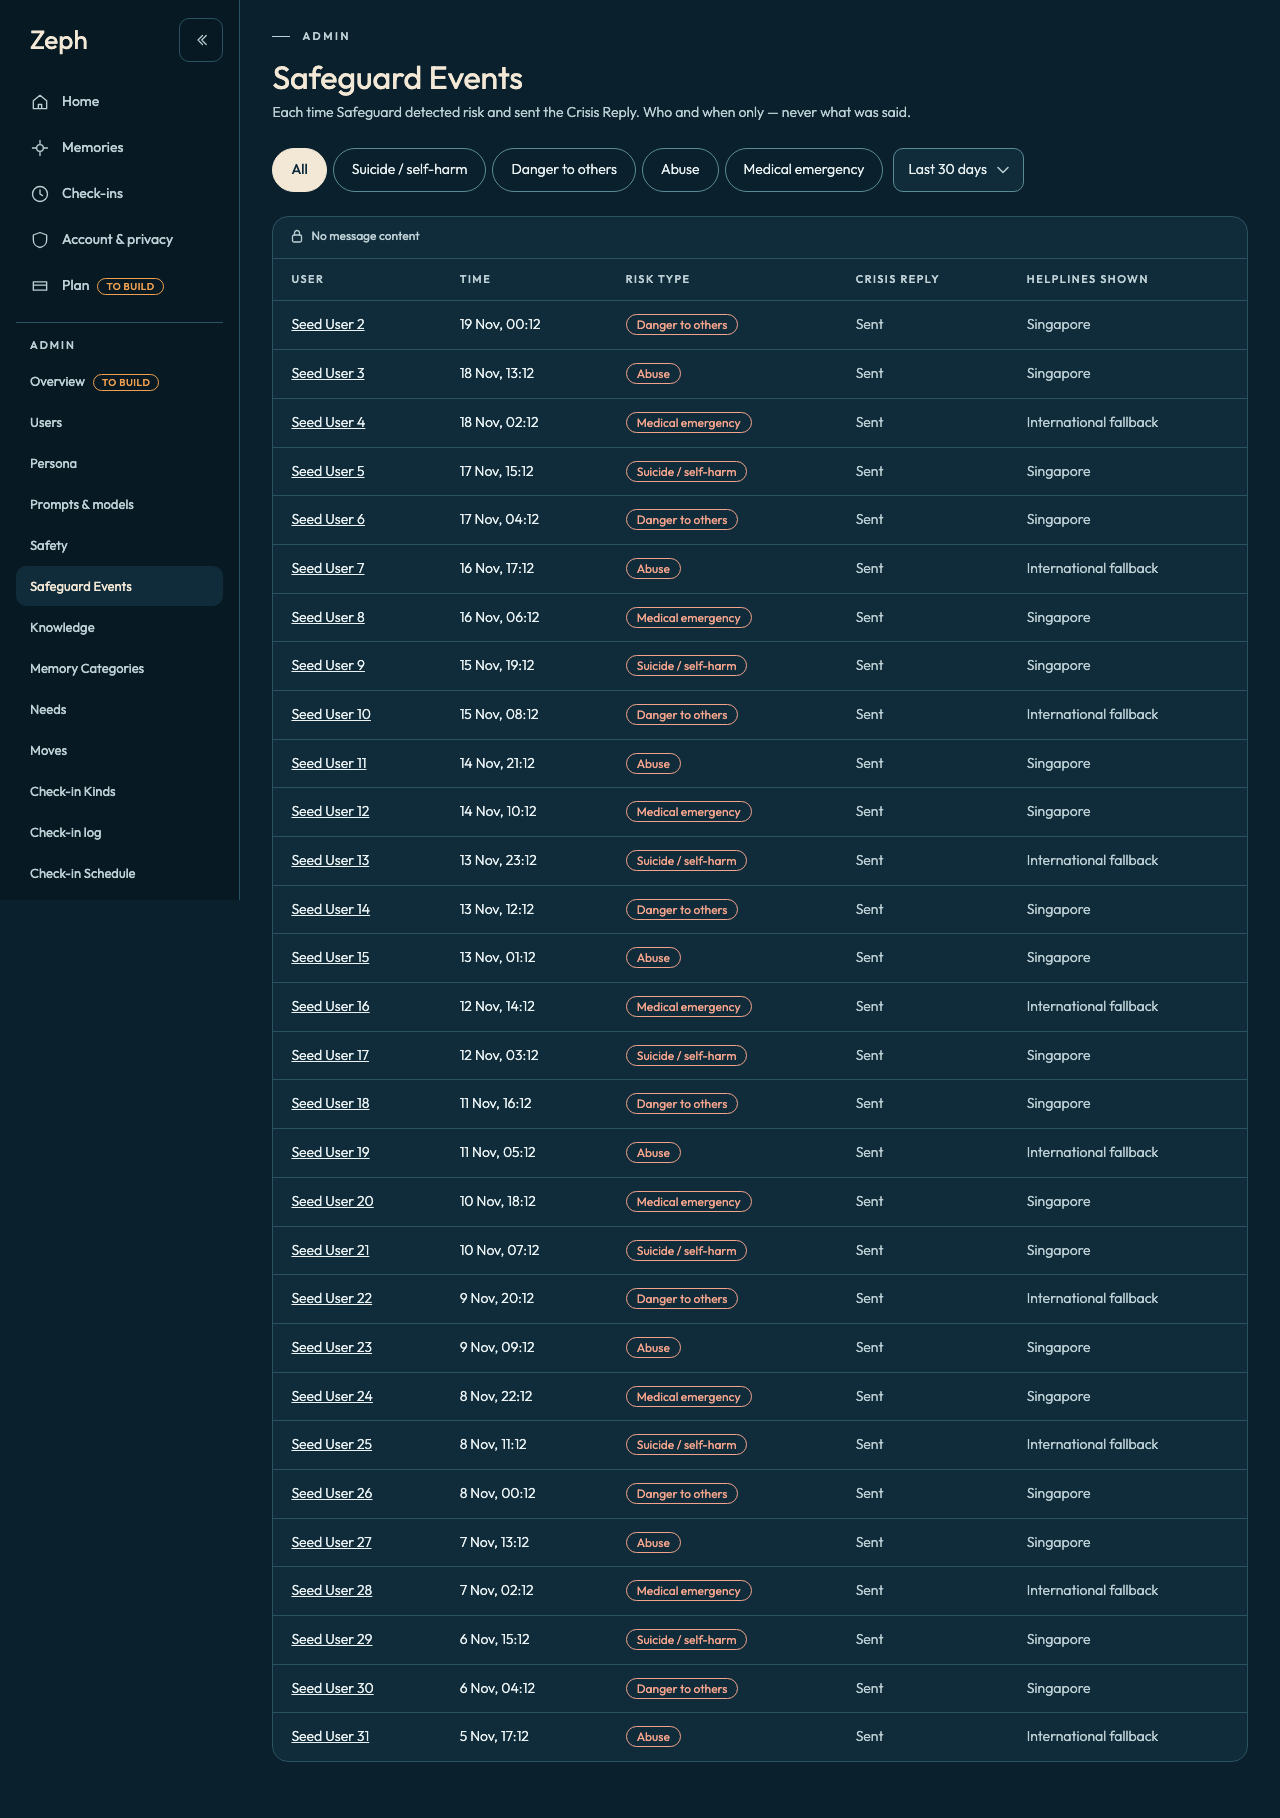 Zeph
Home
Memories
Check-ins
Account & privacy
Plan TO BUILD
ADMIN
Overview TO BUILD
Users
Persona
Prompts & models
Safety
Safeguard Events
Knowledge
Memory Categories
Needs
Moves
Check-in Kinds
Check-in log
Check-in Schedule
ADMIN
Safeguard Events
Each time Safeguard detected risk and sent the Crisis Reply. Who and when only — never what was said.
All Suicide / self-harm Danger to others Abuse Medical emergency Last 30 days
No message content
USER TIME RISK TYPE CRISIS REPLY HELPLINES SHOWN
Seed User 2 19 Nov, 00:12 Danger to others Sent Singapore
Seed User 3 18 Nov, 13:12 Abuse Sent Singapore
Seed User 4 18 Nov, 02:12 Medical emergency Sent International fallback
Seed User 5 17 Nov, 15:12 Suicide / self-harm Sent Singapore
Seed User 6 17 Nov, 04:12 Danger to others Sent Singapore
Seed User 7 16 Nov, 17:12 Abuse Sent International fallback
Seed User 8 16 Nov, 06:12 Medical emergency Sent Singapore
Seed User 9 15 Nov, 19:12 Suicide / self-harm Sent Singapore
Seed User 10 15 Nov, 08:12 Danger to others Sent International fallback
Seed User 11 14 Nov, 21:12 Abuse Sent Singapore
Seed User 12 14 Nov, 10:12 Medical emergency Sent Singapore
Seed User 13 13 Nov, 23:12 Suicide / self-harm Sent International fallback
Seed User 14 13 Nov, 12:12 Danger to others Sent Singapore
Seed User 15 13 Nov, 01:12 Abuse Sent Singapore
Seed User 16 12 Nov, 14:12 Medical emergency Sent International fallback
Seed User 17 12 Nov, 03:12 Suicide / self-harm Sent Singapore
Seed User 18 11 Nov, 16:12 Danger to others Sent Singapore
Seed User 19 11 Nov, 05:12 Abuse Sent International fallback
Seed User 20 10 Nov, 18:12 Medical emergency Sent Singapore
Seed User 21 10 Nov, 07:12 Suicide / self-harm Sent Singapore
Seed User 22 9 Nov, 20:12 Danger to others Sent International fallback
Seed User 23 9 Nov, 09:12 Abuse Sent Singapore
Seed User 24 8 Nov, 22:12 Medical emergency Sent Singapore
Seed User 25 8 Nov, 11:12 Suicide / self-harm Sent International fallback
Seed User 26 8 Nov, 00:12 Danger to others Sent Singapore
Seed User 27 7 Nov, 13:12 Abuse Sent Singapore
Seed User 28 7 Nov, 02:12 Medical emergency Sent International fallback
Seed User 29 6 Nov, 15:12 Suicide / self-harm Sent Singapore
Seed User 30 6 Nov, 04:12 Danger to others Sent Singapore
Seed User 31 5 Nov, 17:12 Abuse Sent International fallback